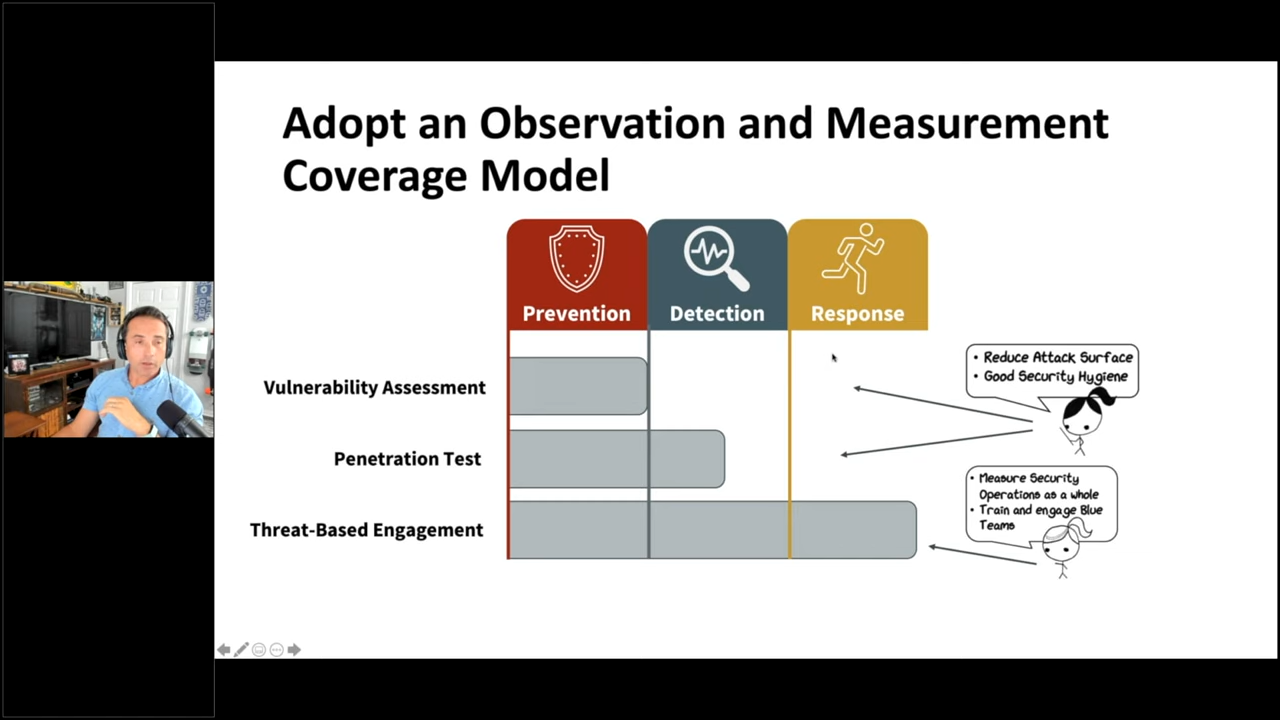 Adopt an Observation and Measurement
Coverage Model
Prevention
Detection
Response
Vulnerability Assessment
Penetration Test
Threat-Based Engagement
• Reduce Attack Surface
• Good Security Hygiene
• Measure Security
Operations as a whole
• Train and engage Blue
Teams